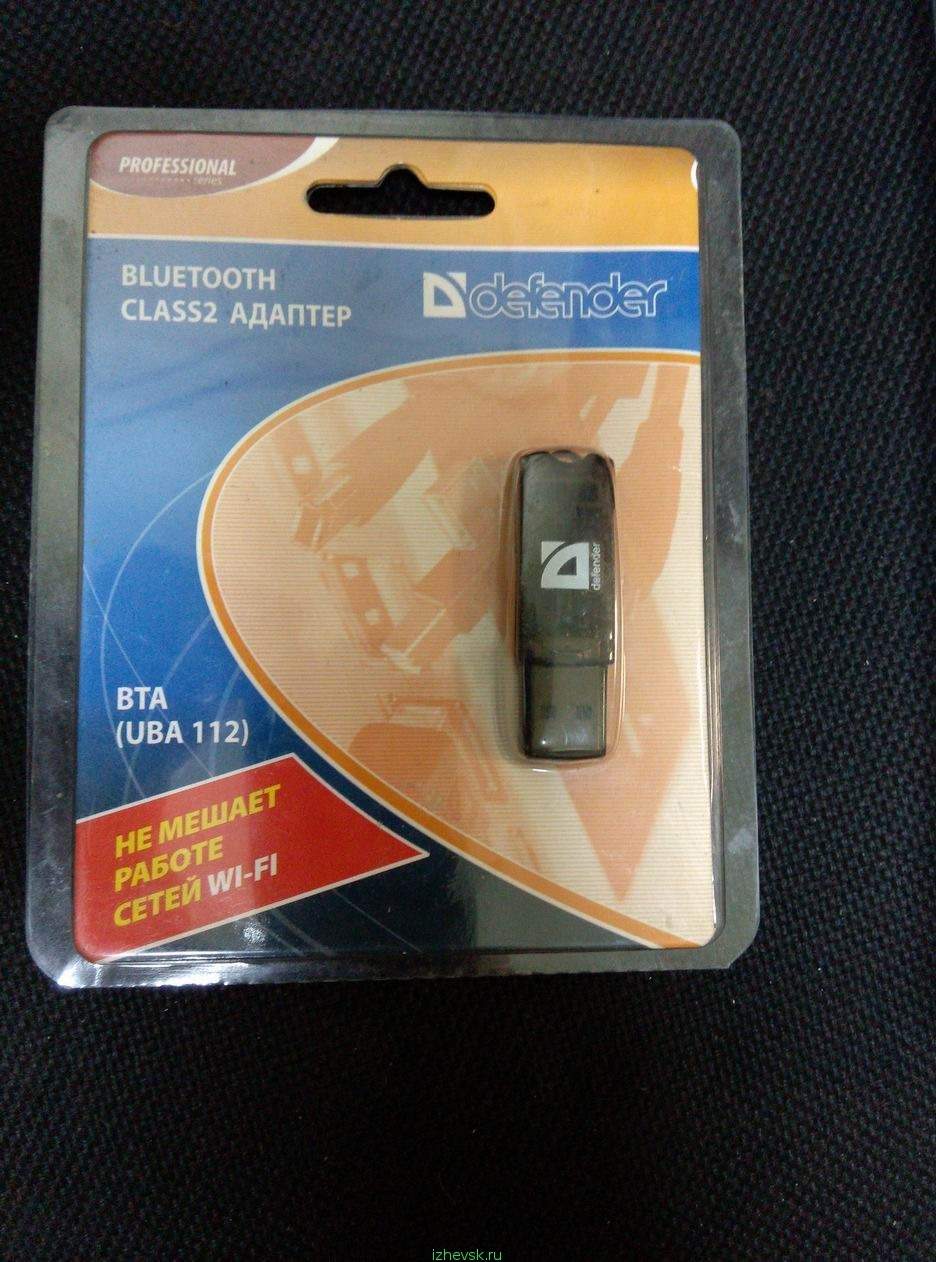 PROFESSIONAL
series
BLUETOOTH
CLASS2 АДАПТЕР
defender
defender
BTA
(UBA 112)
НЕ МЕШАЕТ
РАБОТЕ
СЕТЕЙ WI-FI
izhevsk.ru